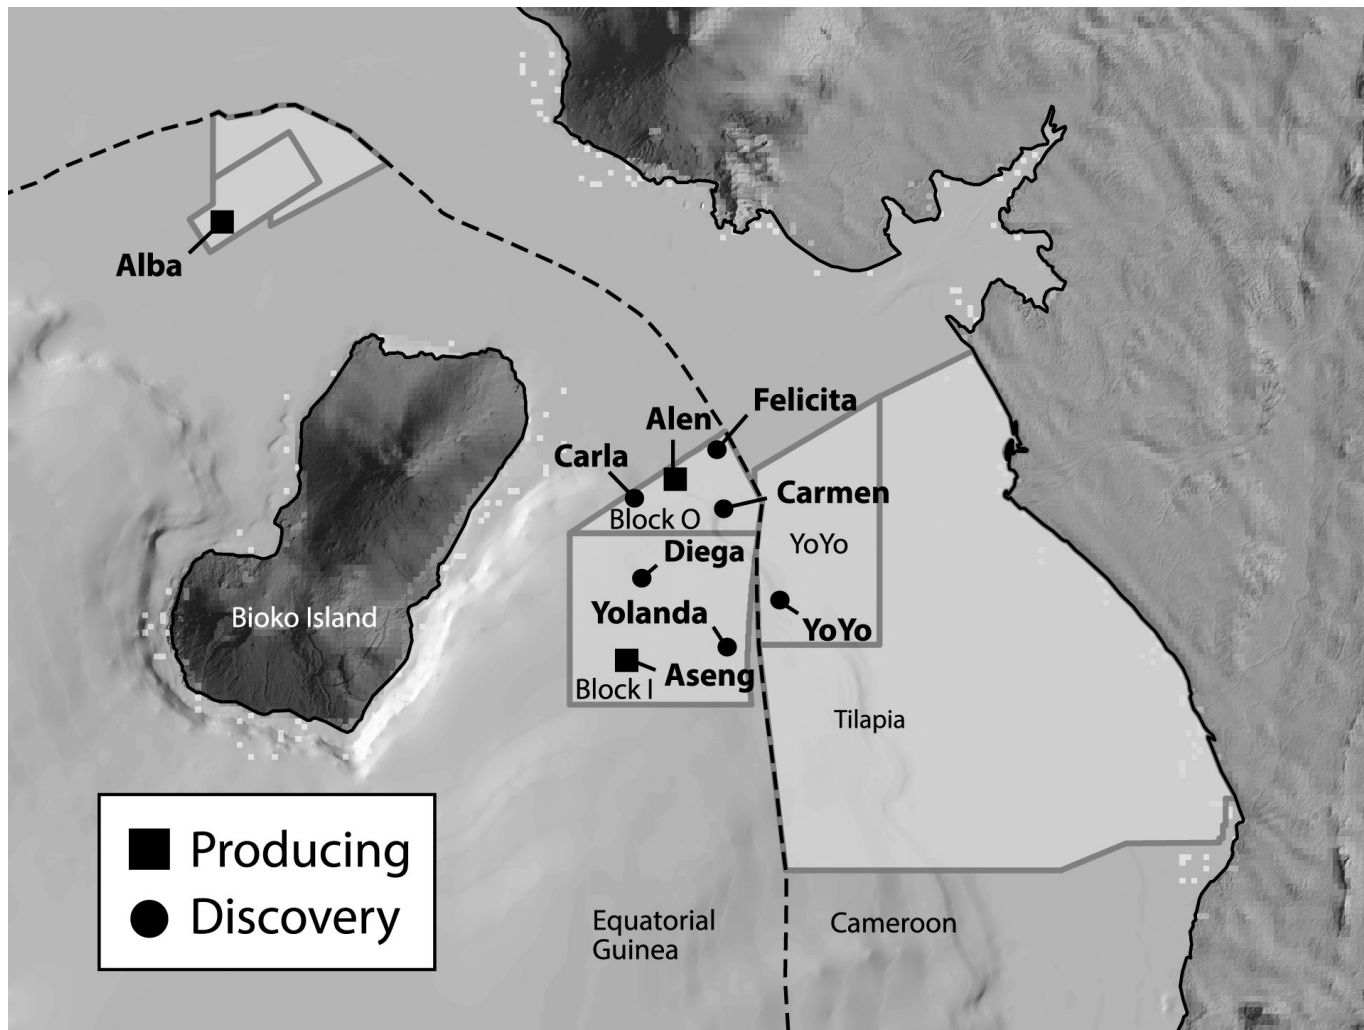 Alba
Felicita
Alen
Carla
Carmen
Block O
YoYo
Diega
Yolanda
YoYo
Aseng
Block I
Bioko Island
Tilapia
Producing
Discovery
Equatorial
Guinea
Cameroon